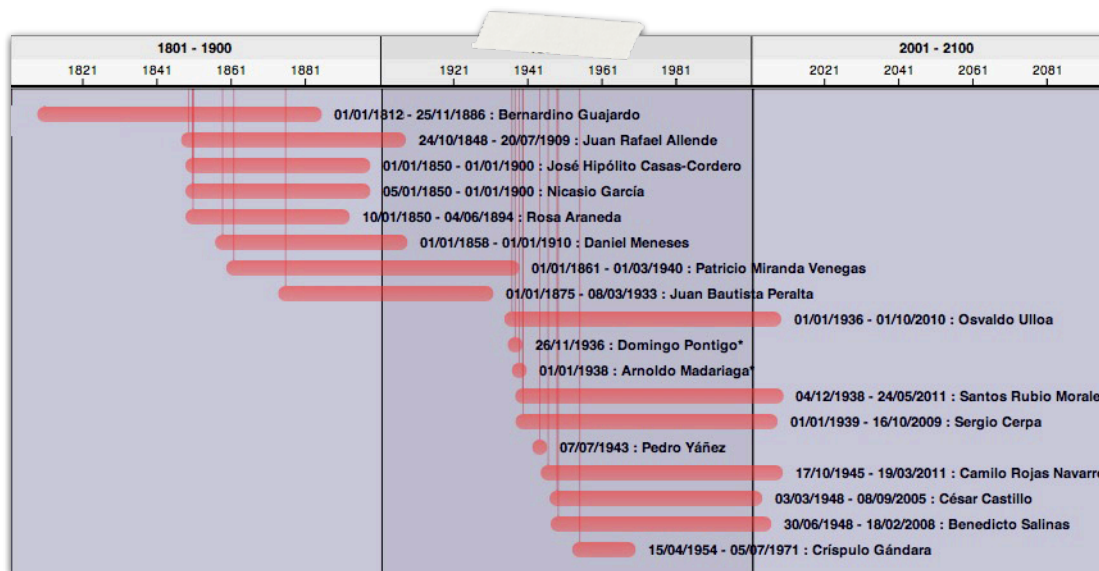 1801 - 1900 2001 - 2100
1821 1841 1861 1881 1921 1941 1961 1981 2021 2041 2061 2081
01/01/1812 - 25/11/1886 : Bernardino Guajardo
24/10/1848 - 20/07/1909 : Juan Rafael Allende
01/01/1850 - 01/01/1900 : José Hipólito Casas-Cordero
05/01/1850 - 01/01/1900 : Nicasio García
10/01/1850 - 04/06/1894 : Rosa Araneda
01/01/1858 - 01/01/1910 : Daniel Meneses
01/01/1861 - 01/03/1940 : Patricio Miranda Venegas
01/01/1875 - 08/03/1933 : Juan Bautista Peralta
01/01/1936 - 01/10/2010 : Osvaldo Ulloa
26/11/1936 : Domingo Pontigo*
01/01/1938 : Arnoldo Madariaga*
04/12/1938 - 24/05/2011 : Santos Rubio Morale
01/01/1939 - 16/10/2009 : Sergio Cerpa
07/07/1943 : Pedro Yáñez
17/10/1945 - 19/03/2011 : Camilo Rojas Navarr
03/03/1948 - 08/09/2005 : César Castillo
30/06/1948 - 18/02/2008 : Benedicto Salinas
15/04/1954 - 05/07/1971 : Críspulo Gándara